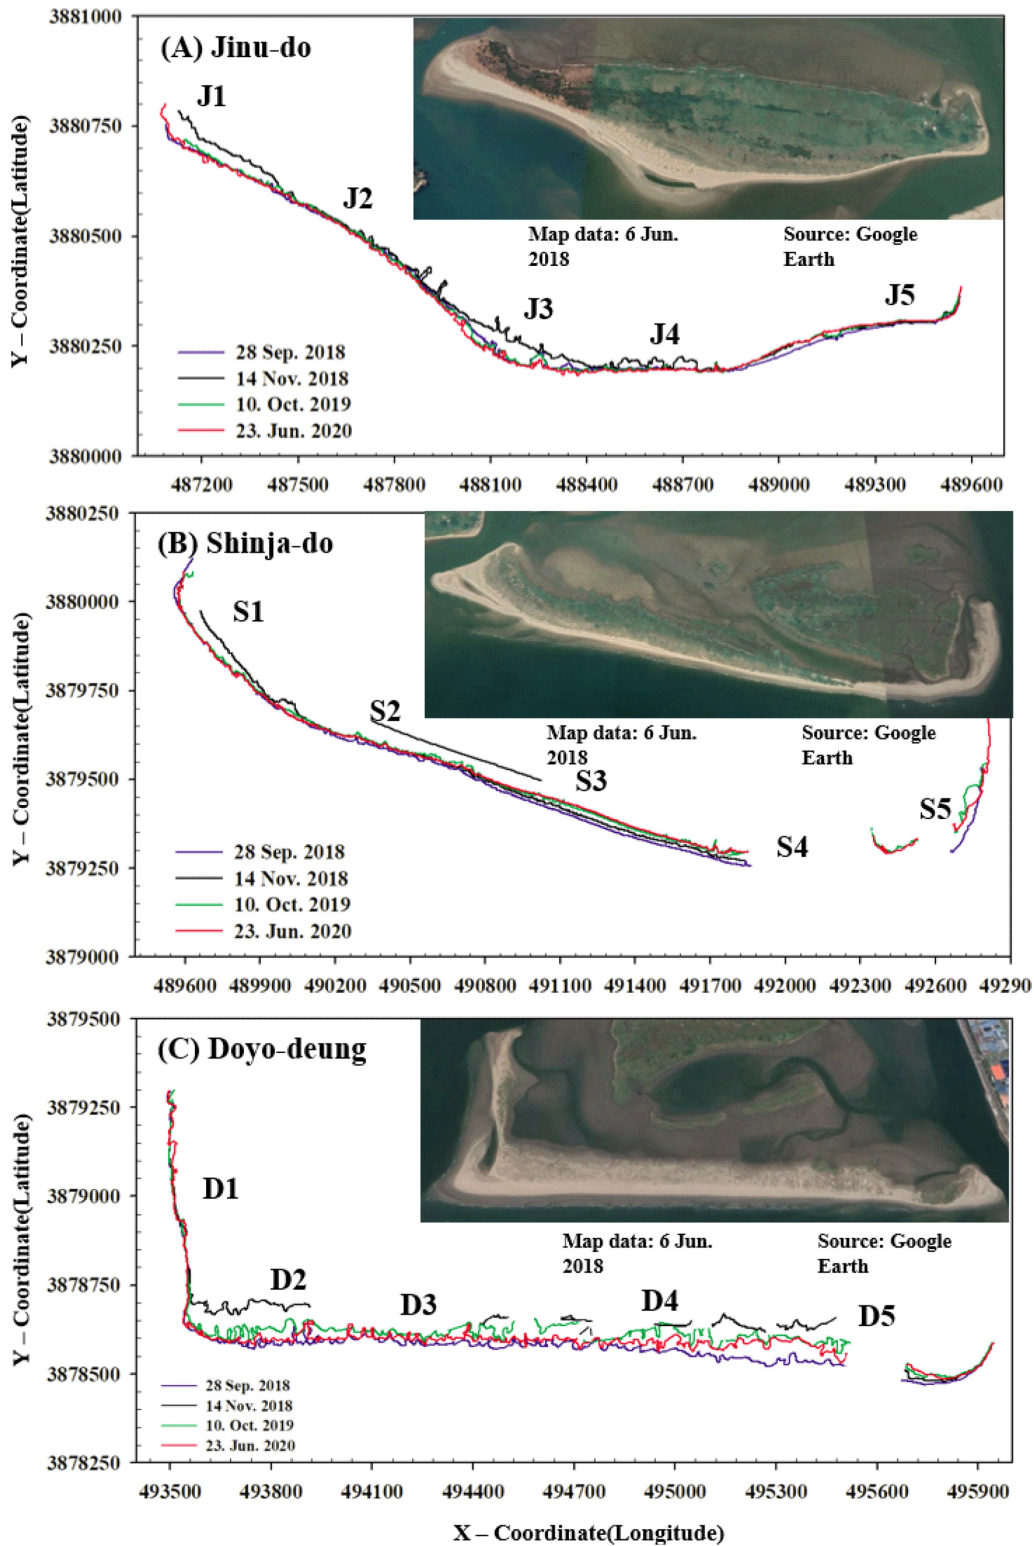 3881000
(A) Jinu-do
J1
3880750
J2
Map data: 6 Jun.
2018
Source: Google
Earth
3880500
J3
J4
J5
3880250
28 Sep. 2018
14 Nov. 2018
10. Oct. 2019
23. Jun. 2020
3880000
Y – Coordinate(Latitude)
487200 487500 487800 488100 488400 488700 489000 489300 489600
3880250
(B) Shinja-do
3880000
S1
3879750
S2
Map data: 6 Jun.
2018
Source: Google
Earth
3879500
S3
S5
S4
3879250
28 Sep. 2018
14 Nov. 2018
10. Oct. 2019
23. Jun. 2020
3879000
Y – Coordinate(Latitude)
489600 489900 490200 490500 490800 491100 491400 491700 492000 492300 492600 49290
3879500
(C) Doyo-deung
3879250
D1
3879000
Map data: 6 Jun.
2018
Source: Google
Earth
3878750
D2
D3
D4
D5
3878500
28 Sep. 2018
14 Nov. 2018
10. Oct. 2019
23. Jun. 2020
3878250
Y – Coordinate(Latitude)
493500 493800 494100 494400 494700 495000 495300 495600 495900
X – Coordinate(Longitude)